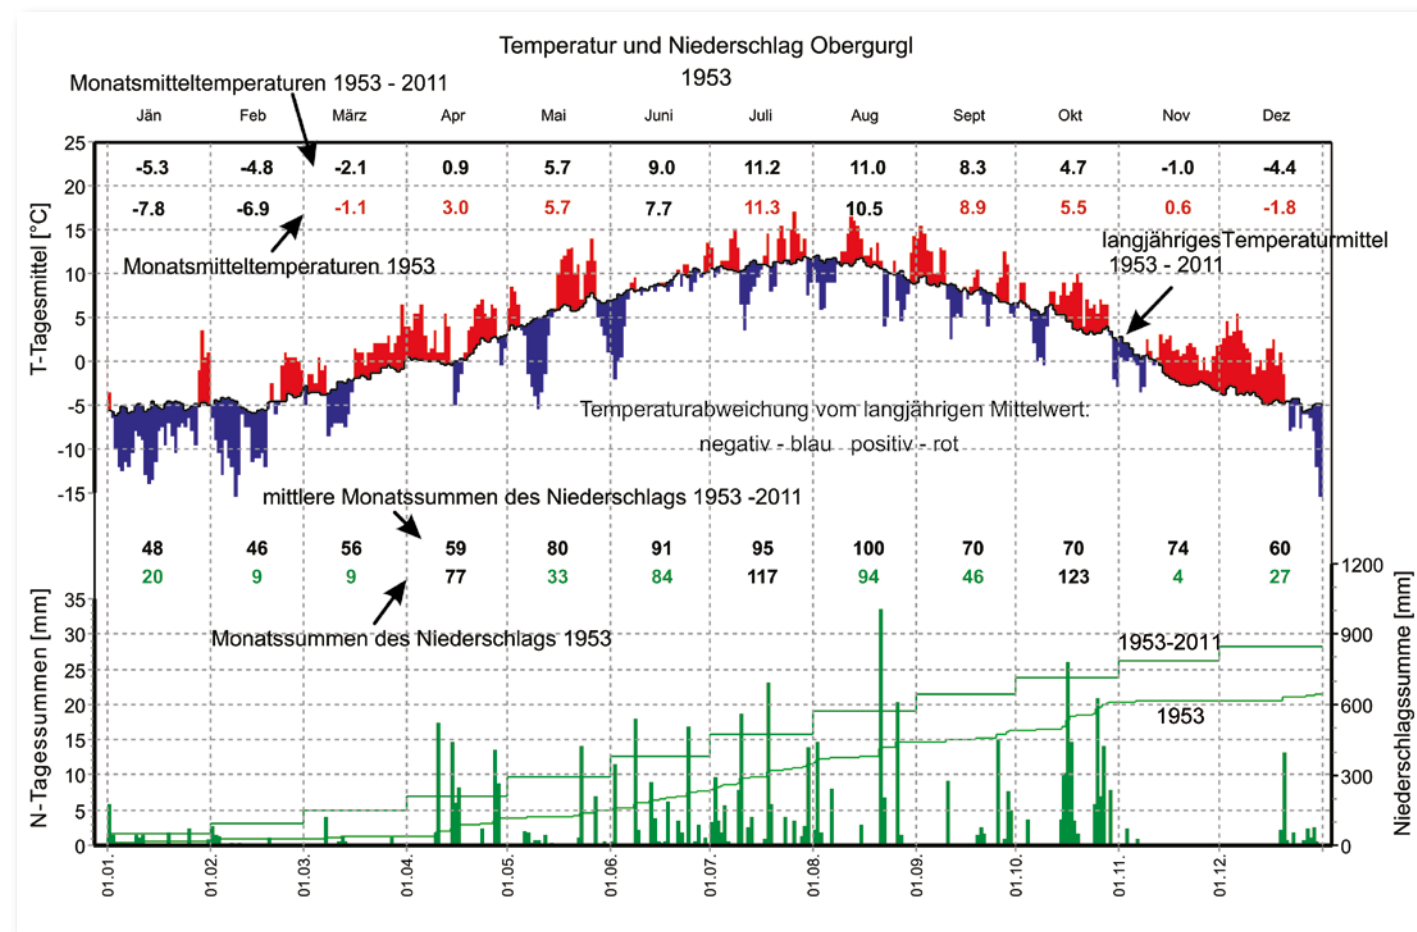 Temperatur und Niederschlag Obergurgl
1953
Monatsmitteltemperaturen 1953 - 2011
Jän Feb März Apr Mai Juni Juli Aug Sept Okt Nov Dez
-5.3 -4.8 -2.1 0.9 5.7 9.0 11.2 11.0 8.3 4.7 -1.0 -4.4
-7.8 -6.9 -1.1 3.0 5.7 7.7 11.3 10.5 8.9 5.5 0.6 -1.8
T-Tagesmittel [°C]
25
20
15
10
5
0
-5
-10
-15
Monatsmitteltemperaturen 1953
langjähriges Temperaturmittel
1953 - 2011
Temperaturabweichung vom langjährigen Mittelwert:
negativ - blau positiv - rot
mittlere Monatssummen des Niederschlags 1953 -2011
48 46 56 59 80 91 95 100 70 70 74 60
20 9 9 77 33 84 117 94 46 123 4 27
Monatssummen des Niederschlags 1953
N-Tagessummen [mm]
35
30
25
20
15
10
5
0
1953-2011
1953
1200
900
600
300
0
Niederschlagssumme [mm]
01.01. 01.02. 01.03. 01.04. 01.05. 01.06. 01.07. 01.08. 01.09. 01.10. 01.11. 01.12.